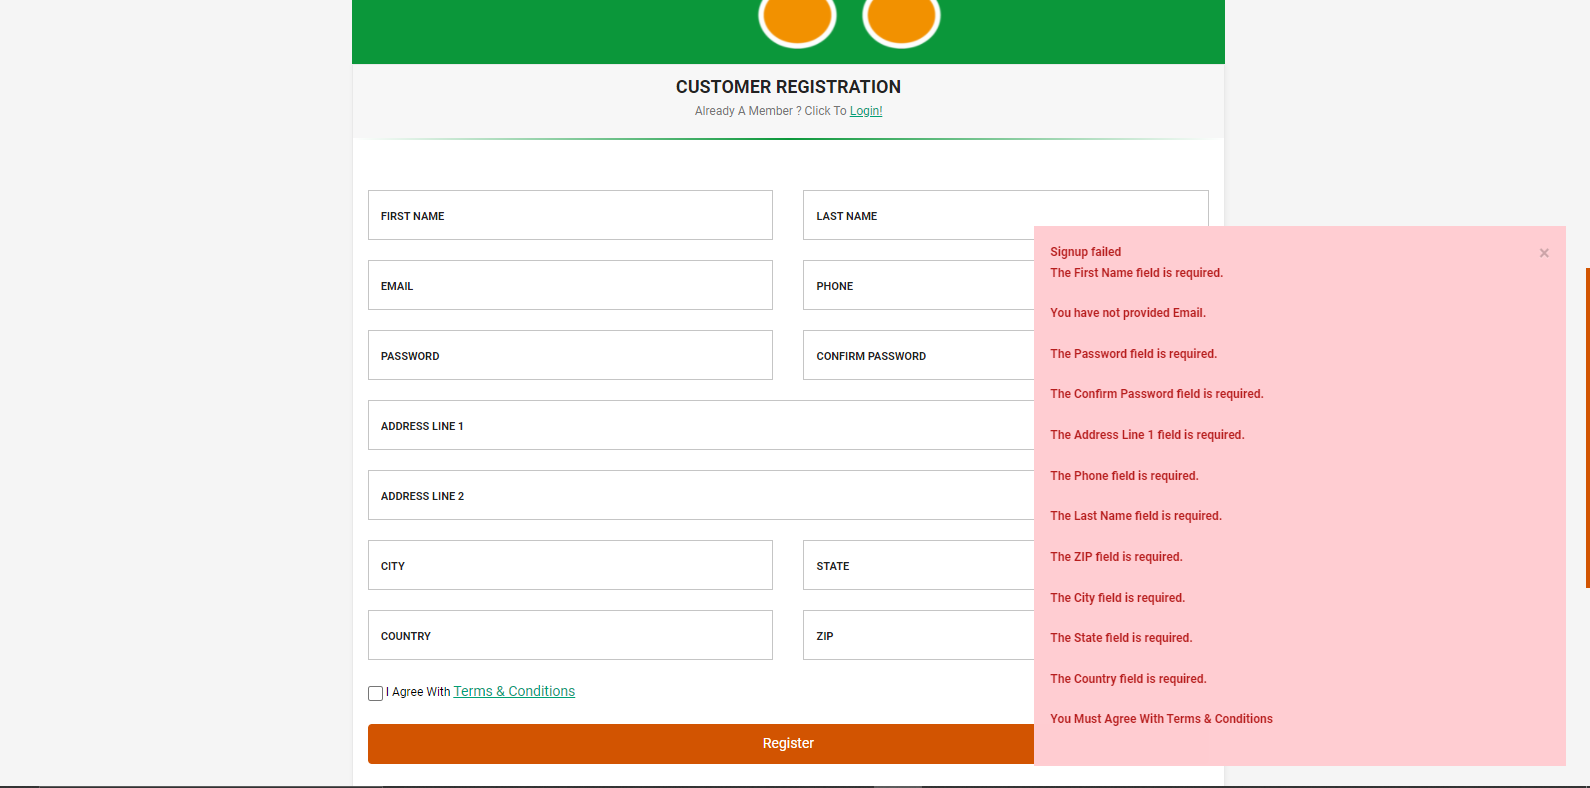 CUSTOMER REGISTRATION
Already A Member ? Click To Login!
FIRST NAME
LAST NAME
EMAIL
PHONE
PASSWORD
CONFIRM PASSWORD
ADDRESS LINE 1
ADDRESS LINE 2
CITY
STATE
COUNTRY
ZIP
I Agree With Terms & Conditions
Register
Signup failed
×
The First Name field is required.
You have not provided Email.
The Password field is required.
The Confirm Password field is required.
The Address Line 1 field is required.
The Phone field is required.
The Last Name field is required.
The ZIP field is required.
The City field is required.
The State field is required.
The Country field is required.
You Must Agree With Terms & Conditions